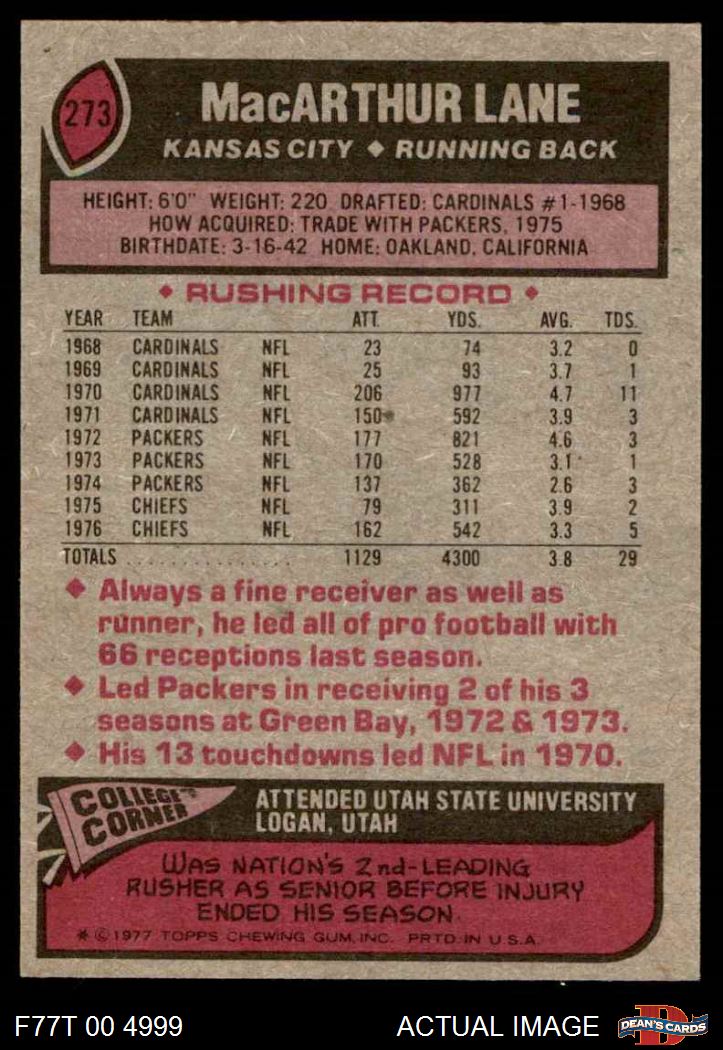 273
MacARTHUR LANE
KANSAS CITY ♦ RUNNING BACK
HEIGHT: 6'0" WEIGHT: 220 DRAFTED: CARDINALS #1-1968
HOW ACQUIRED: TRADE WITH PACKERS, 1975
BIRTHDATE: 3-16-42 HOME: OAKLAND, CALIFORNIA
♦ RUSHING RECORD ♦
YEAR TEAM ATT. YDS. AVG. TDS.
1968 CARDINALS NFL 23 74 3.2 0
1969 CARDINALS NFL 25 93 3.7 1
1970 CARDINALS NFL 206 977 4.7 11
1971 CARDINALS NFL 150 592 3.9 3
1972 PACKERS NFL 177 821 4.6 3
1973 PACKERS NFL 170 528 3.1 1
1974 PACKERS NFL 137 362 2.6 3
1975 CHIEFS NFL 79 311 3.9 2
1976 CHIEFS NFL 162 542 3.3 5
TOTALS . . . . . . . . . . . . . . . 1129 4300 3.8 29
♦ Always a fine receiver as well as
runner, he led all of pro football with
66 receptions last season.
♦ Led Packers in receiving 2 of his 3
seasons at Green Bay, 1972 & 1973.
♦ His 13 touchdowns led NFL in 1970.
COLLEGE CORNER
ATTENDED UTAH STATE UNIVERSITY
LOGAN, UTAH
WAS NATION'S 2nd-LEADING
RUSHER AS SENIOR BEFORE INJURY
ENDED HIS SEASON.
* © 1977 TOPPS CHEWING GUM, INC. PRTD. IN U.S.A.
F77T 00 4999 ACTUAL IMAGE D DEAN'S CARDS